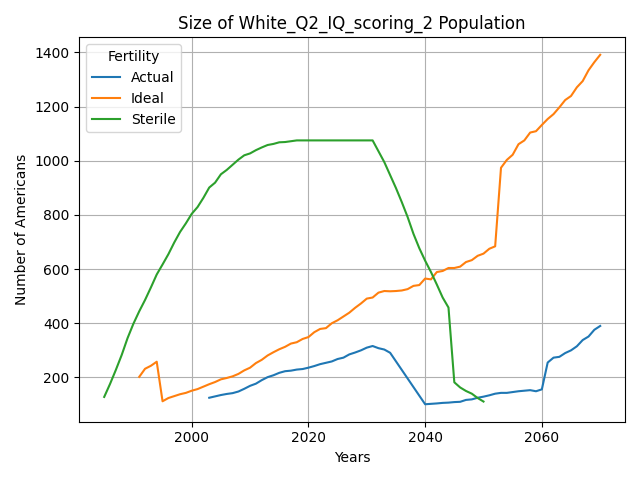 Size of White_Q2_IQ_scoring_2 Population
Fertility
Actual
Ideal
Sterile
Number of Americans
1400
1200
1000
800
600
400
200
2000
2020
2040
2060
Years